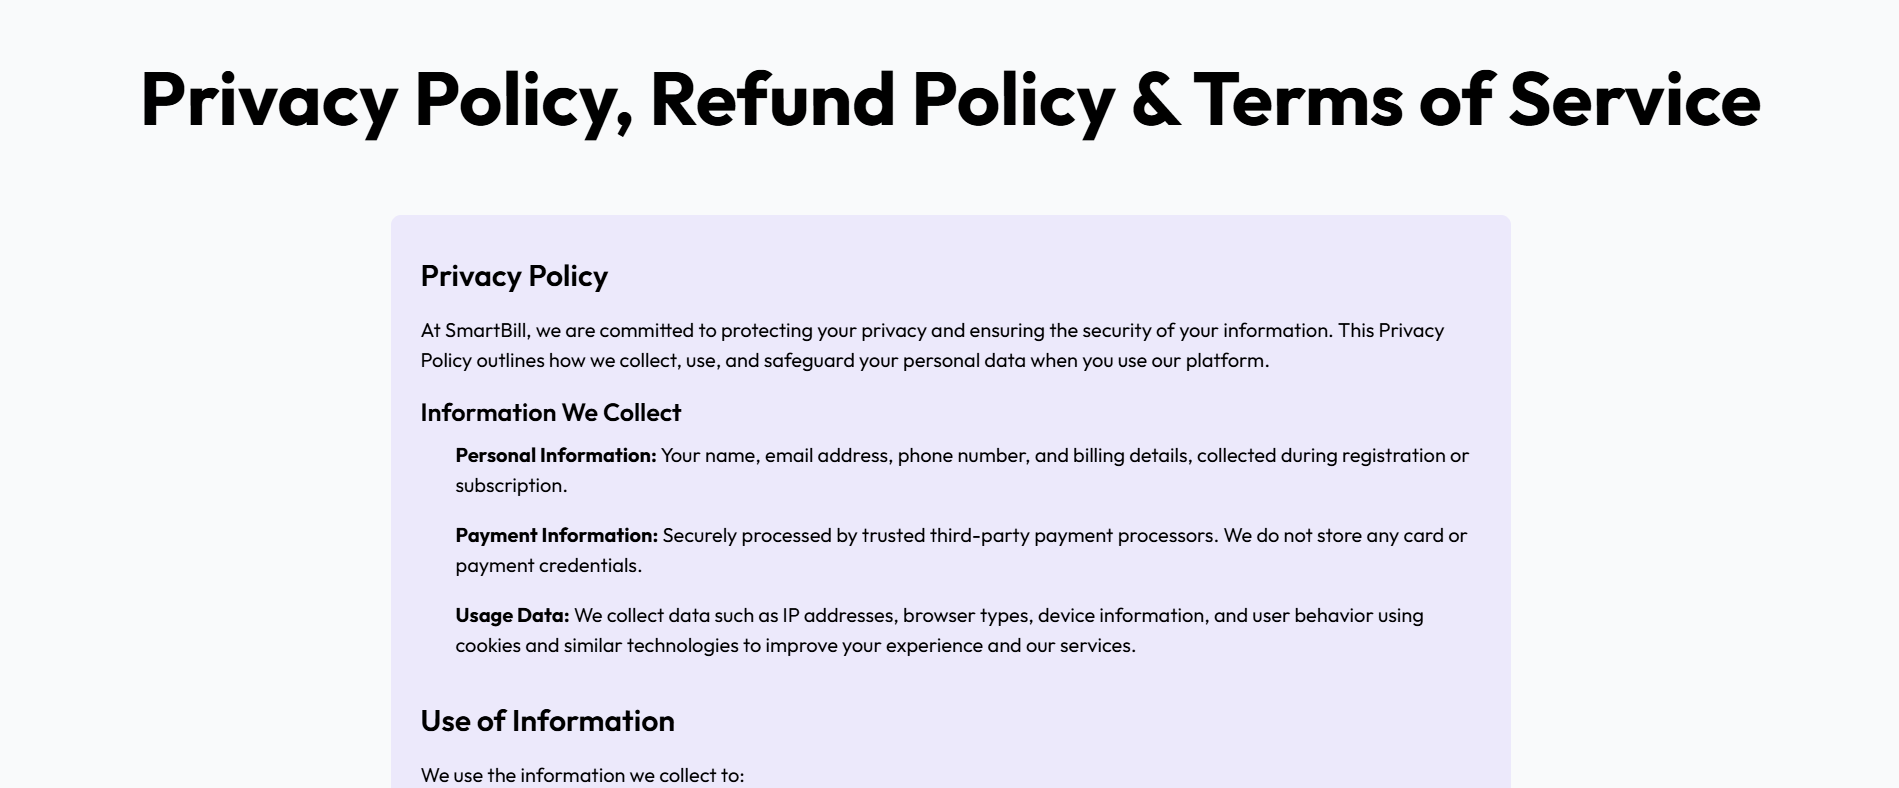 Privacy Policy, Refund Policy & Terms of Service
Privacy Policy
At SmartBill, we are committed to protecting your privacy and ensuring the security of your information. This Privacy
Policy outlines how we collect, use, and safeguard your personal data when you use our platform.
Information We Collect
Personal Information: Your name, email address, phone number, and billing details, collected during registration or
subscription.
Payment Information: Securely processed by trusted third-party payment processors. We do not store any card or
payment credentials.
Usage Data: We collect data such as IP addresses, browser types, device information, and user behavior using
cookies and similar technologies to improve your experience and our services.
Use of Information
We use the information we collect to: